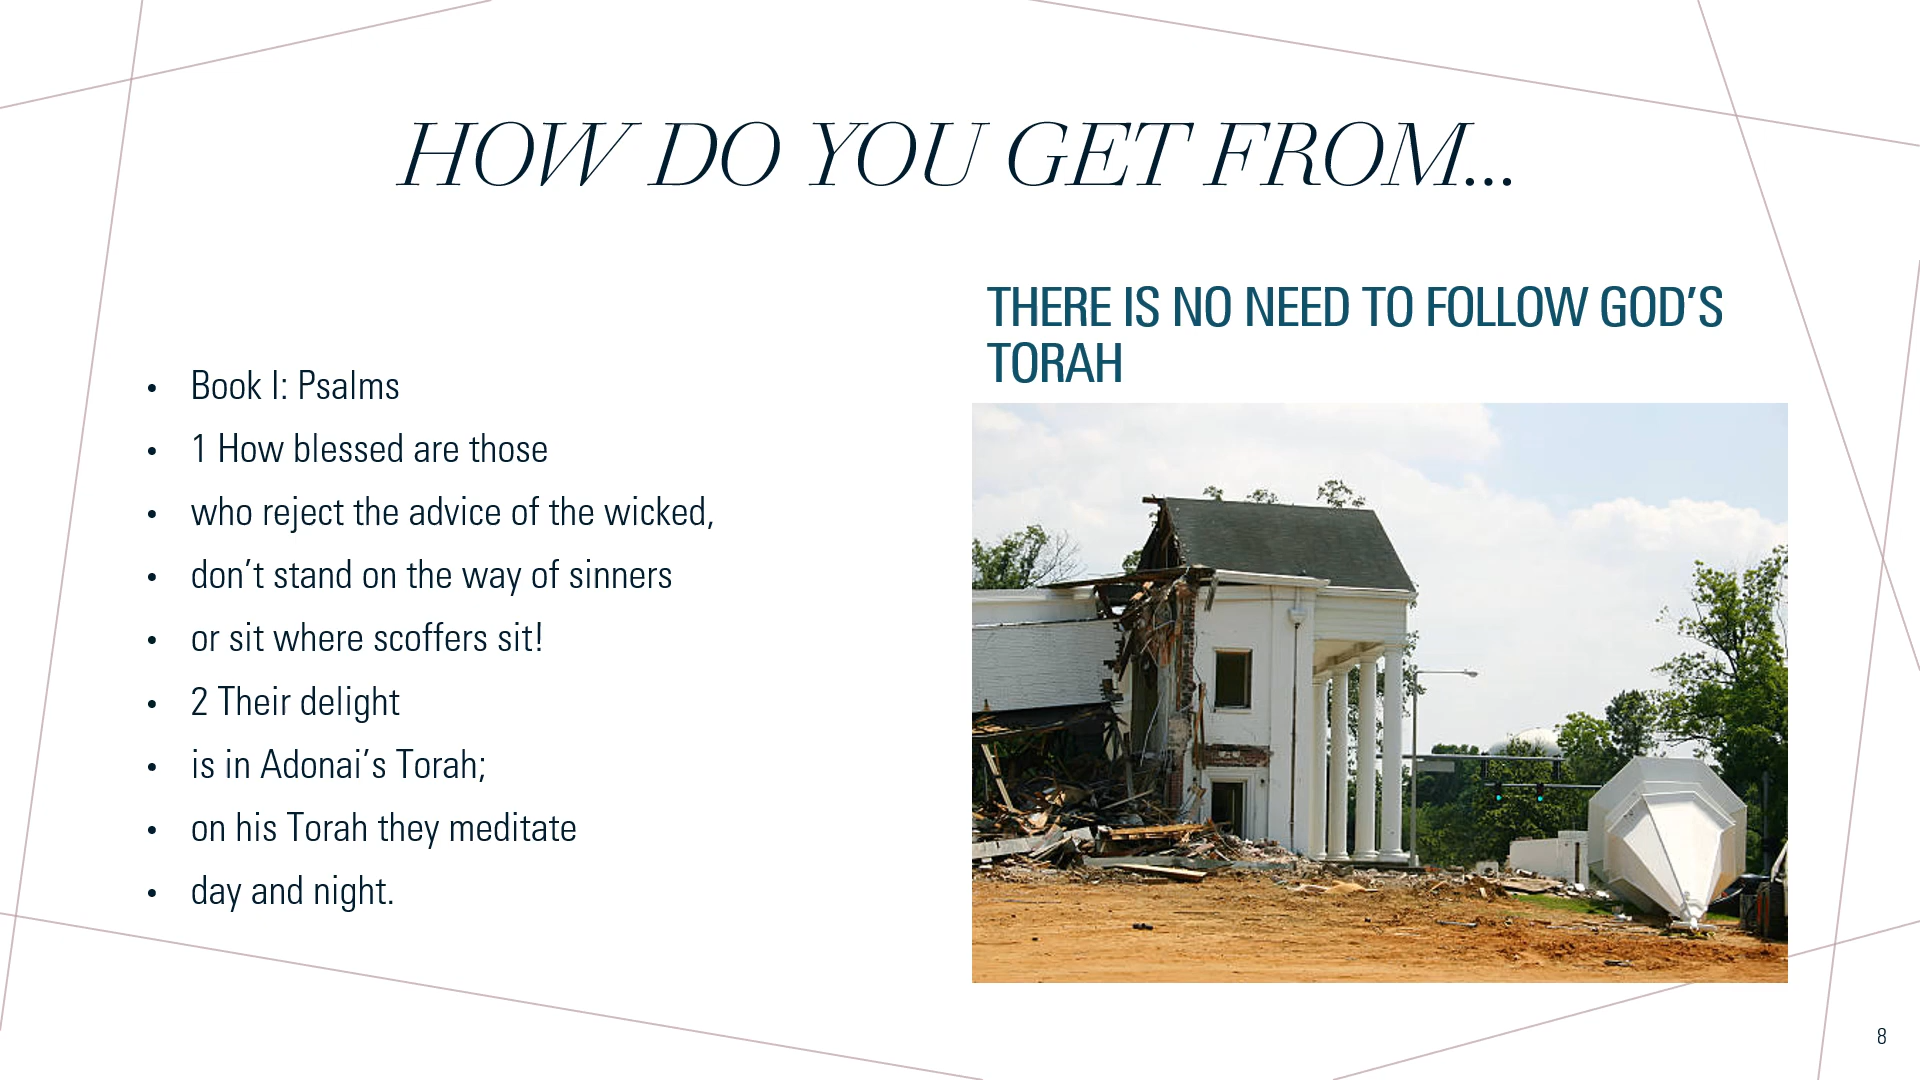 HOW DO YOU GET FROM...
• Book I: Psalms
• 1 How blessed are those
• who reject the advice of the wicked,
• don’t stand on the way of sinners
• or sit where scoffers sit!
• 2 Their delight
• is in Adonai’s Torah;
• on his Torah they meditate
• day and night.
THERE IS NO NEED TO FOLLOW GOD’S
TORAH
8